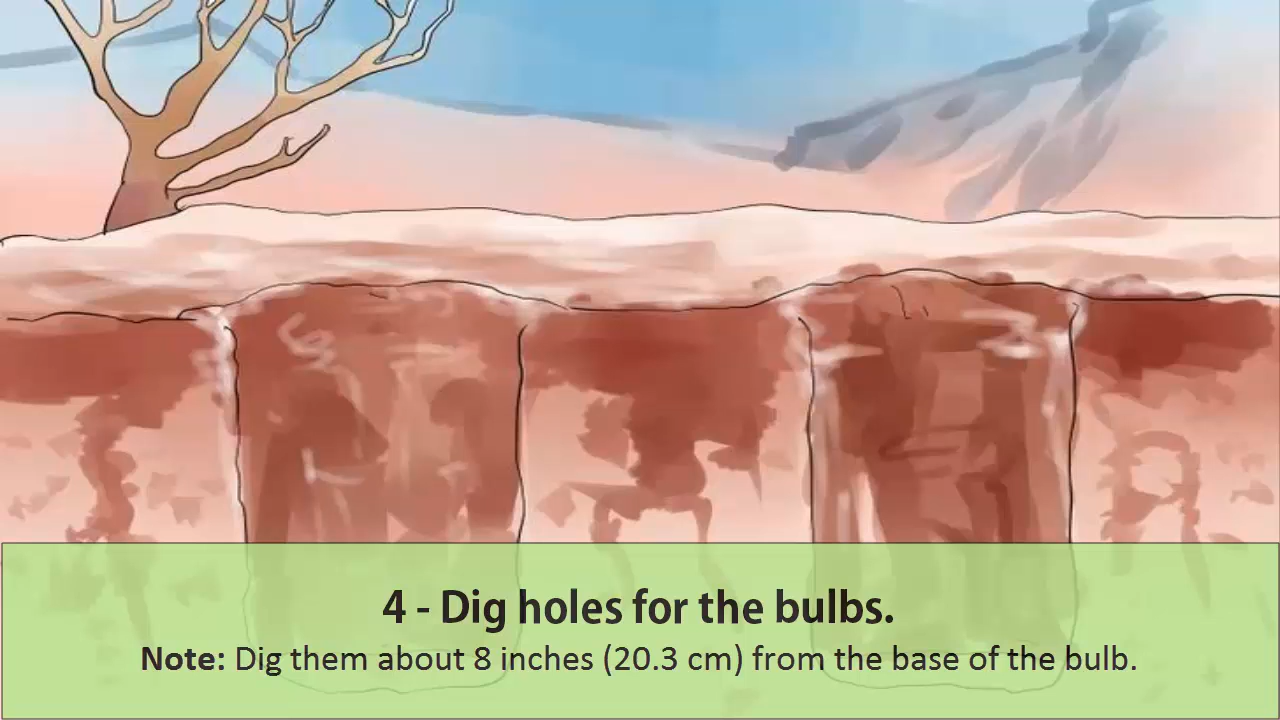 4 - Dig holes for the bulbs.
Note: Dig them about 8 inches (20.3 cm) from the base of the bulb.